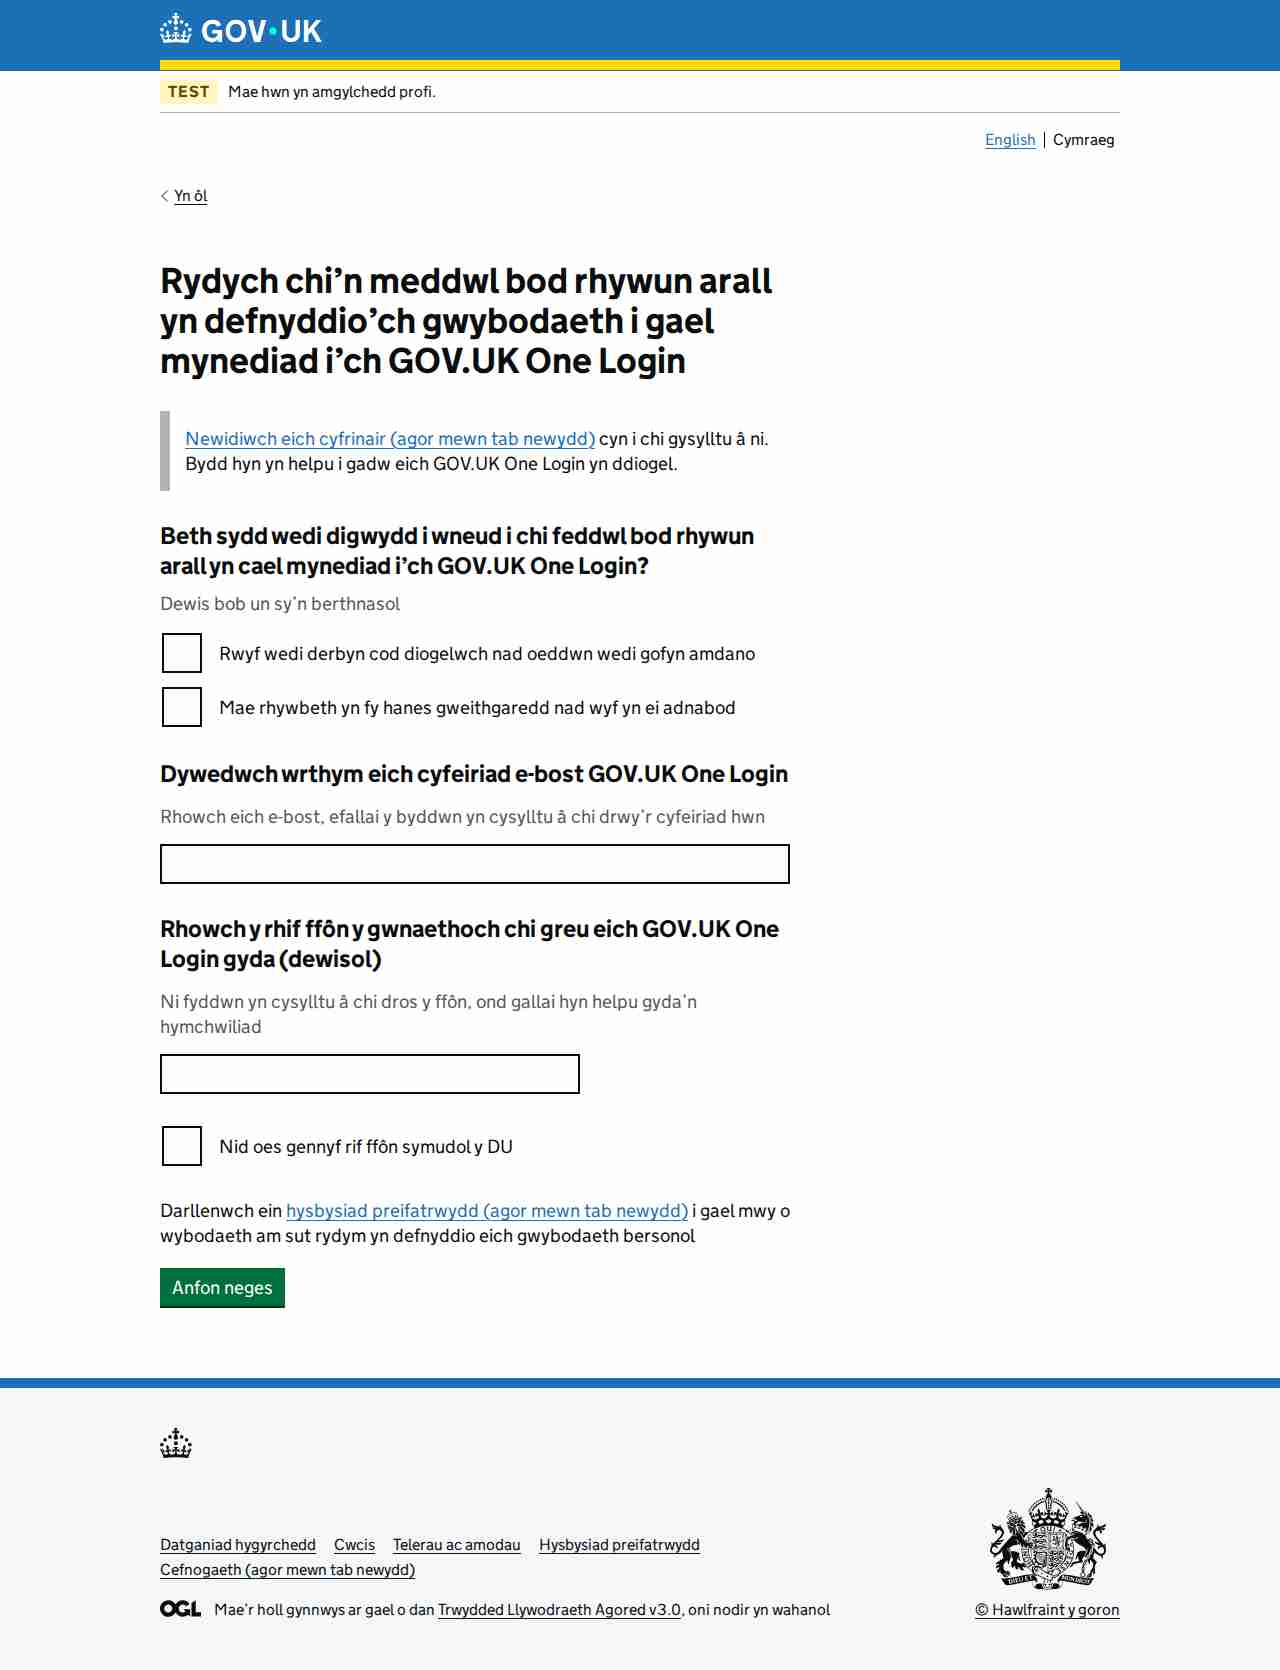 GOV·UK
TEST Mae hwn yn amgylchedd profi.
English | Cymraeg
Yn ôl
Rydych chi’n meddwl bod rhywun arall
yn defnyddio’ch gwybodaeth i gael
mynediad i’ch GOV.UK One Login
Newidiwch eich cyfrinair (agor mewn tab newydd) cyn i chi gysylltu â ni.
Bydd hyn yn helpu i gadw eich GOV.UK One Login yn ddiogel.
Beth sydd wedi digwydd i wneud i chi feddwl bod rhywun
arall yn cael mynediad i’ch GOV.UK One Login?
Dewis bob un sy’n berthnasol
Rwyf wedi derbyn cod diogelwch nad oeddwn wedi gofyn amdano
Mae rhywbeth yn fy hanes gweithgaredd nad wyf yn ei adnabod
Dywedwch wrthym eich cyfeiriad e-bost GOV.UK One Login
Rhowch eich e-bost, efallai y byddwn yn cysylltu â chi drwy’r cyfeiriad hwn
Rhowch y rhif ffôn y gwnaethoch chi greu eich GOV.UK One
Login gyda (dewisol)
Ni fyddwn yn cysylltu â chi dros y ffôn, ond gallai hyn helpu gyda’n
hymchwiliad
Nid oes gennyf rif ffôn symudol y DU
Darllenwch ein hysbysiad preifatrwydd (agor mewn tab newydd) i gael mwy o
wybodaeth am sut rydym yn defnyddio eich gwybodaeth bersonol
Anfon neges
Datganiad hygyrchedd Cwcis Telerau ac amodau Hysbysiad preifatrwydd
Cefnogaeth (agor mewn tab newydd)
OGL Mae’r holl gynnwys ar gael o dan Trwydded Llywodraeth Agored v3.0, oni nodir yn wahanol
© Hawlfraint y goron